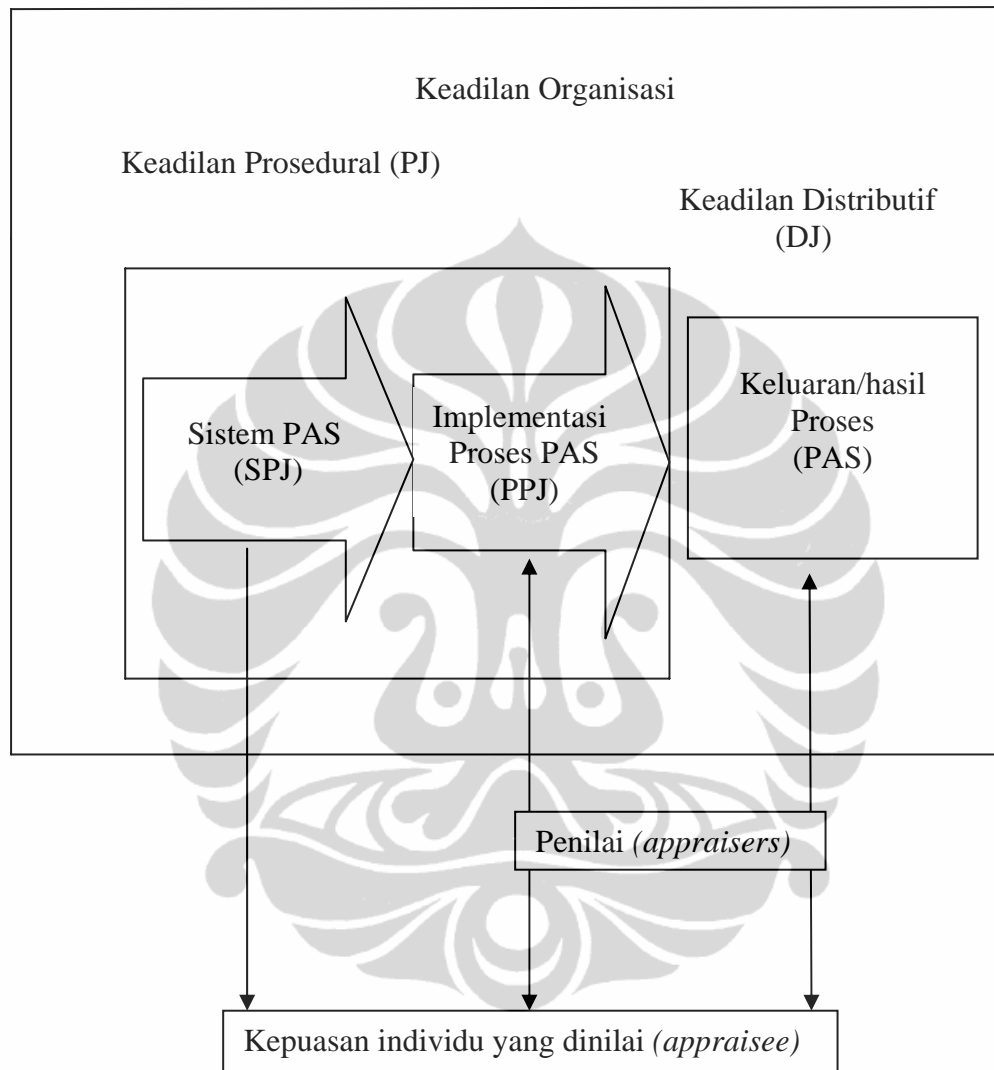 Keadilan Organisasi
Keadilan Prosedural (PJ)
Keadilan Distributif
(DJ)
Sistem PAS
(SPJ)
Implementasi
Proses PAS
(PPJ)
Keluaran/hasil
Proses
(PAS)
Penilai (appraisers)
Kepuasan individu yang dinilai (appraisee)